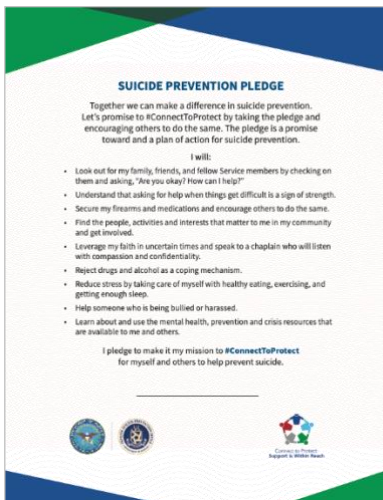 SUICIDE PREVENTION PLEDGE
Together we can make a difference in suicide prevention.
Let's promise to #ConnectToProtect by taking the pledge and
encouraging others to do the same. The pledge is a promise
toward and a plan of action for suicide prevention.
I will:
• Look out for my family, friends, and fellow Service members by checking on
them and asking, "Are you okay? How can I help?"
• Understand that asking for help when things get difficult is a sign of strength.
• Secure my firearms and medications and encourage others to do the same.
• Find the people, activities and interests that matter to me in my community
and get involved.
• Leverage my faith in uncertain times and speak to a chaplain who will listen
with compassion and confidentiality.
• Reject drugs and alcohol as a coping mechanism.
• Reduce stress by taking care of myself with healthy eating, exercising, and
getting enough sleep.
• Help someone who is being bullied or harassed.
• Learn about and use the mental health, prevention and crisis resources that
are available to me and others.
I pledge to make it my mission to #ConnectToProtect
for myself and others to help prevent suicide.
Connect to Protect:
Support is Within Reach